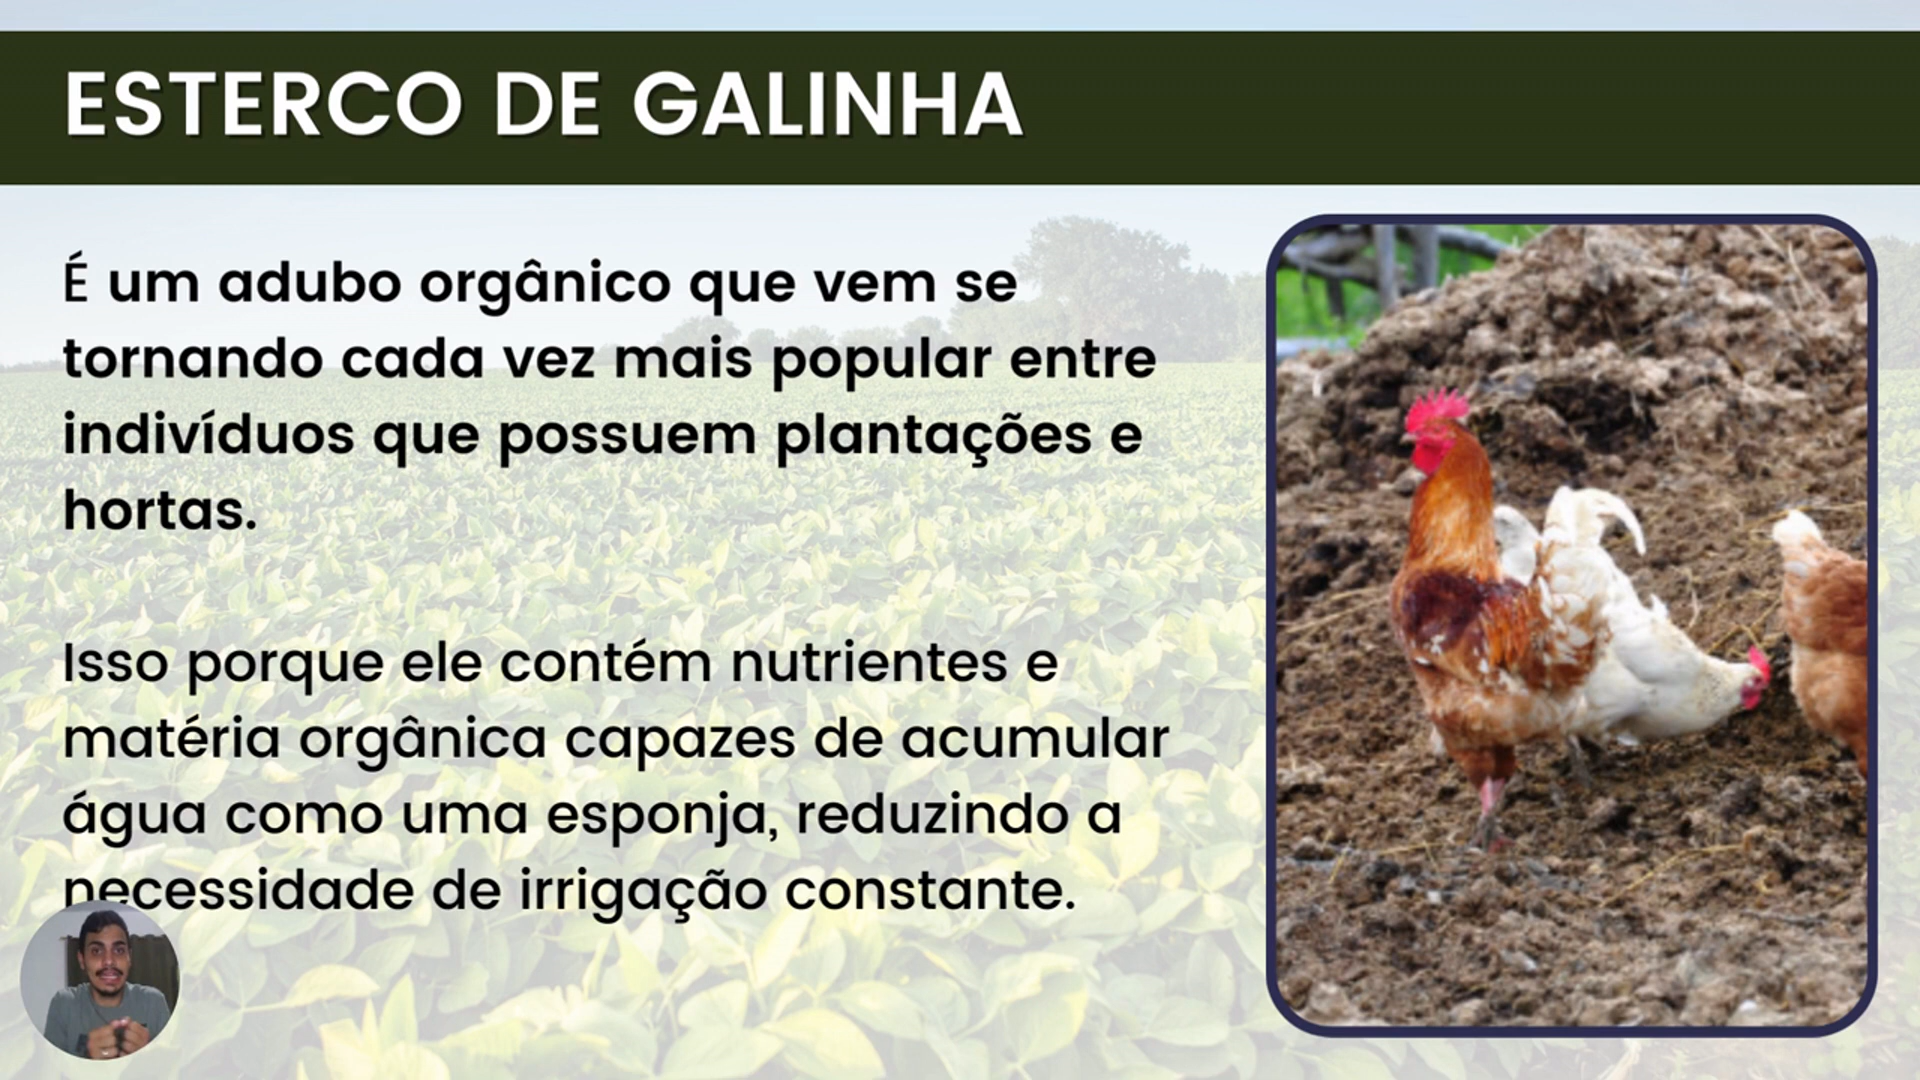 ESTERCO DE GALINHA
É um adubo orgânico que vem se
tornando cada vez mais popular entre
indivíduos que possuem plantações e
hortas.
Isso porque ele contém nutrientes e
matéria orgânica capazes de acumular
água como uma esponja, reduzindo a
necessidade de irrigação constante.